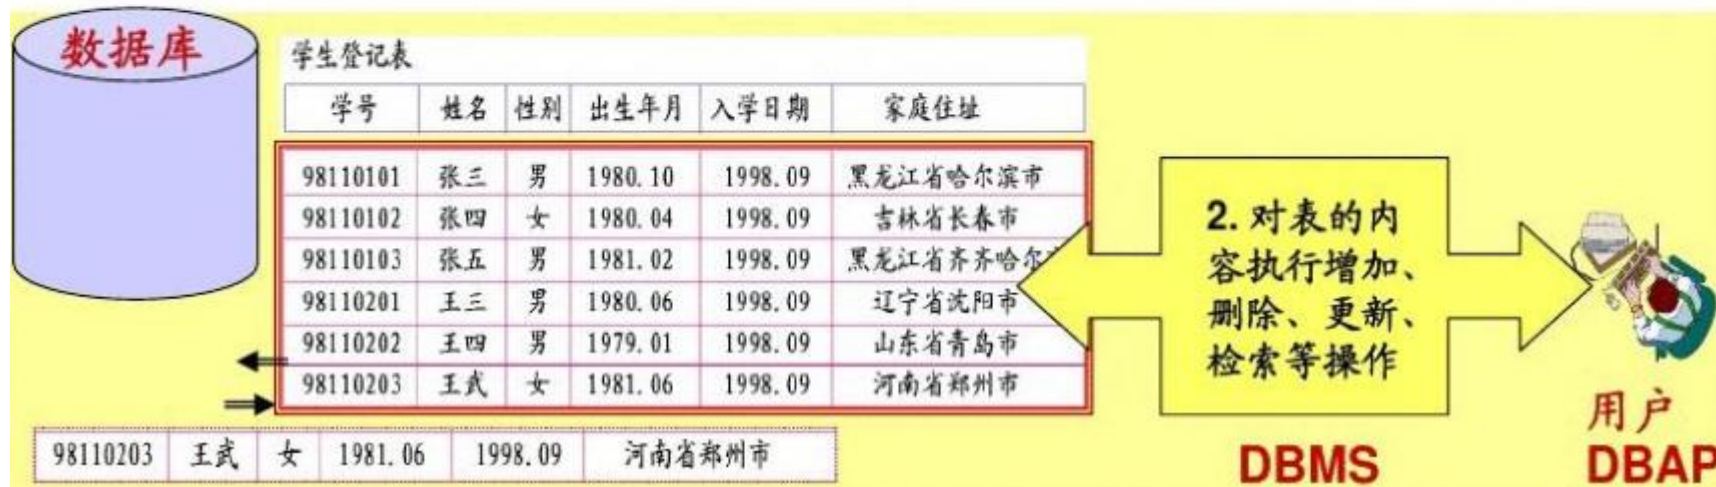 数据库
学生登记表
学号 姓名 性别 出生年月 入学日期 家庭住址
98110101 张三 男 1980.10 1998.09 黑龙江省哈尔滨市
98110102 张四 女 1980.04 1998.09 吉林省长春市
98110103 张五 男 1981.02 1998.09 黑龙江省齐齐哈尔
98110201 王三 男 1980.06 1998.09 辽宁省沈阳市
98110202 王四 男 1979.01 1998.09 山东省青岛市
98110203 王武 女 1981.06 1998.09 河南省郑州市
98110203 王武 女 1981.06 1998.09 河南省郑州市
2.对表的内
容执行增加、
删除、更新、
检索等操作
DBMS
用户
DBAP